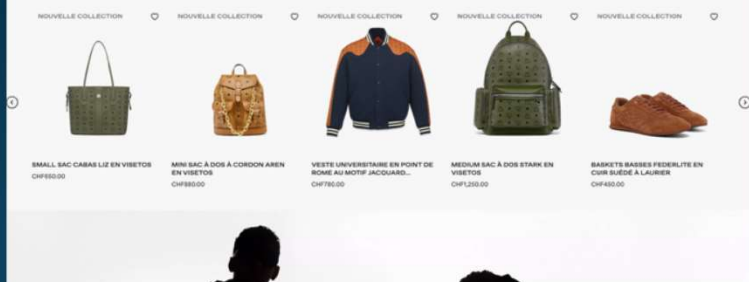 NOUVELLE COLLECTION
NOUVELLE COLLECTION
NOUVELLE COLLECTION
NOUVELLE COLLECTION
NOUVELLE COLLECTION
SMALL SAC CABAS LIZ EN VISETOS
CHF650.00
MINI SAC À DOS À CORDON AREN
EN VISETOS
CHF880.00
VESTE UNIVERSITAIRE EN POINT DE
ROME AU MOTIF JACQUARD...
CHF780.00
MEDIUM SAC À DOS STARK EN
VISETOS
CHF1,250.00
BASKETS BASSES FEDERLITE EN
CUIR SUÉDÉ À LAURIER
CHF450.00